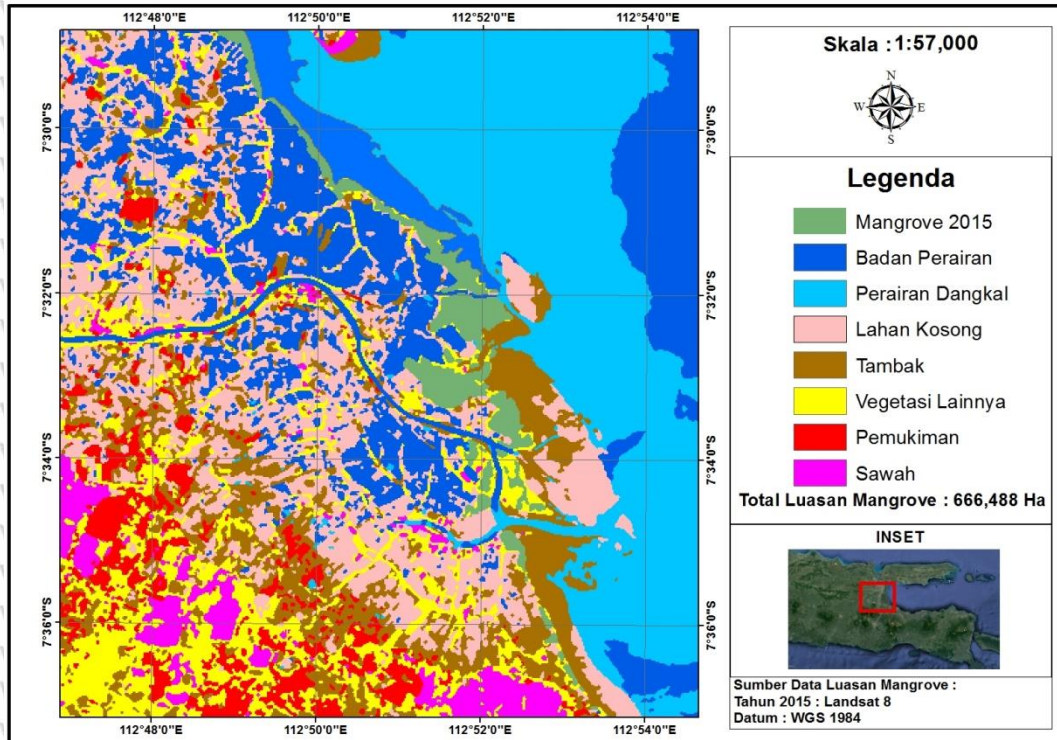 112°48'0"E 112°50'0"E 112°52'0"E 112°54'0"E
7°30'0"S 7°30'0"S
7°32'0"S 7°32'0"S
7°34'0"S 7°34'0"S
7°36'0"S 7°36'0"S
112°48'0"E 112°50'0"E 112°52'0"E 112°54'0"E
Skala : 1:57,000
N
W E
S
Legenda
Mangrove 2015
Badan Perairan
Perairan Dangkal
Lahan Kosong
Tambak
Vegetasi Lainnya
Pemukiman
Sawah
Total Luasan Mangrove : 666,488 Ha
INSET
Sumber Data Luasan Mangrove :
Tahun 2015 : Landsat 8
Datum : WGS 1984